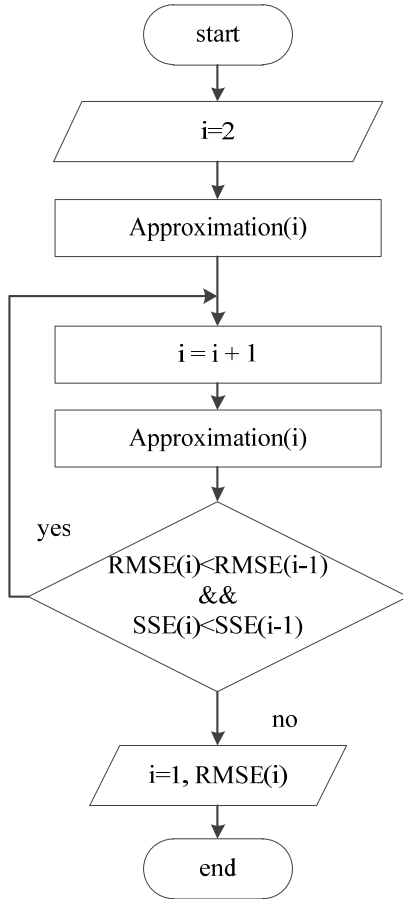 start
i=2
Approximation(i)
i = i + 1
Approximation(i)
yes
RMSE(i)<RMSE(i-1)
&&
SSE(i)<SSE(i-1)
no
i=1, RMSE(i)
end